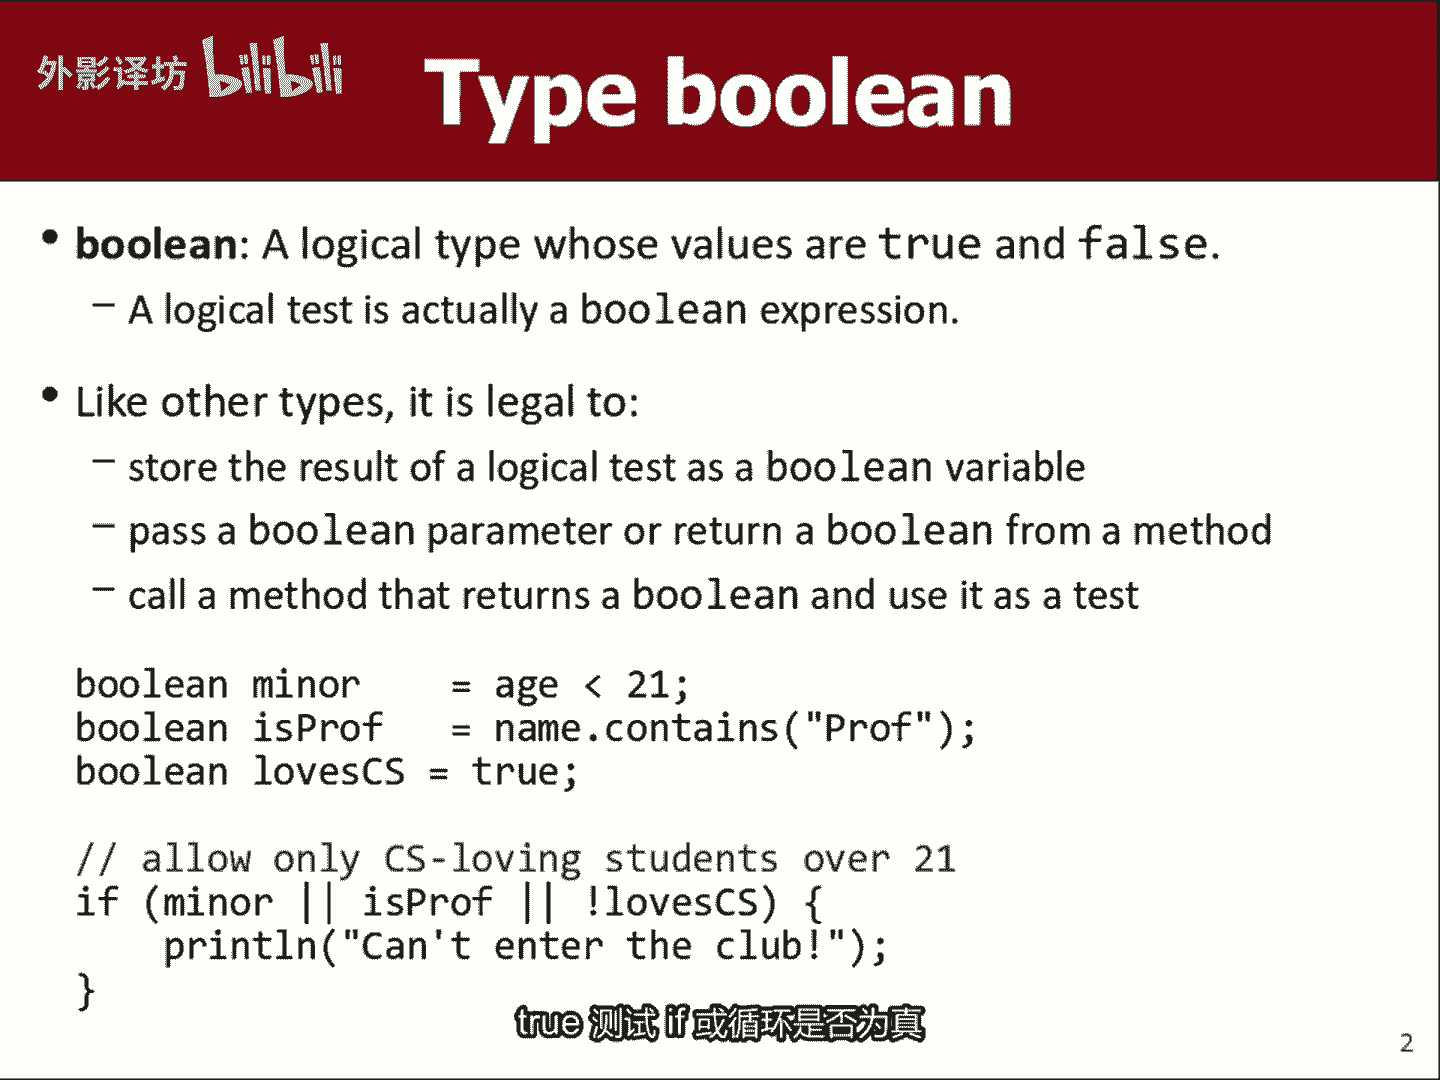 外影译坊 bilibili
Type boolean
• boolean: A logical type whose values are true and false.
– A logical test is actually a boolean expression.
• Like other types, it is legal to:
– store the result of a logical test as a boolean variable
– pass a boolean parameter or return a boolean from a method
– call a method that returns a boolean and use it as a test
boolean minor    = age < 21;
boolean isProf   = name.contains("Prof");
boolean lovesCS = true;
// allow only CS-loving students over 21
if (minor || isProf || !lovesCS) {
    println("Can't enter the club!");
}
true 测试 if 或循环是否为真
2